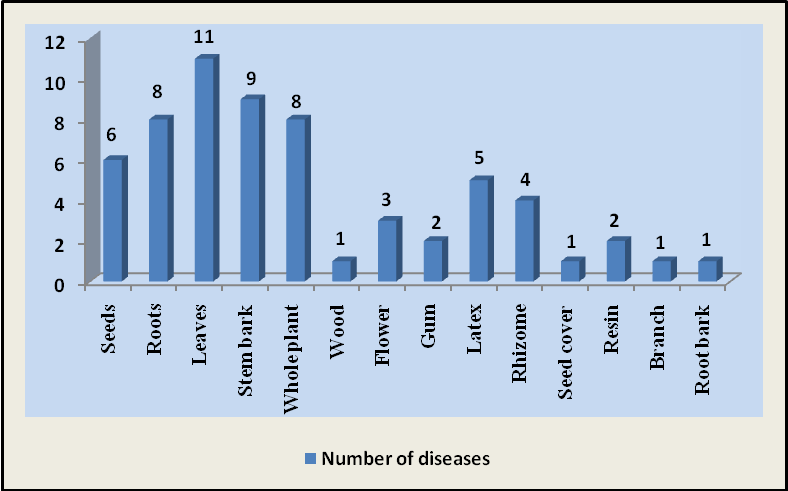 12
10
8
6
4
2
0
6
8
11
9
8
1
3
2
5
4
1
2
1
1
Seeds
Roots
Leaves
Stem bark
Whole plant
Wood
Flower
Gum
Latex
Rhizome
Seed cover
Resin
Branch
Root bark
Number of diseases